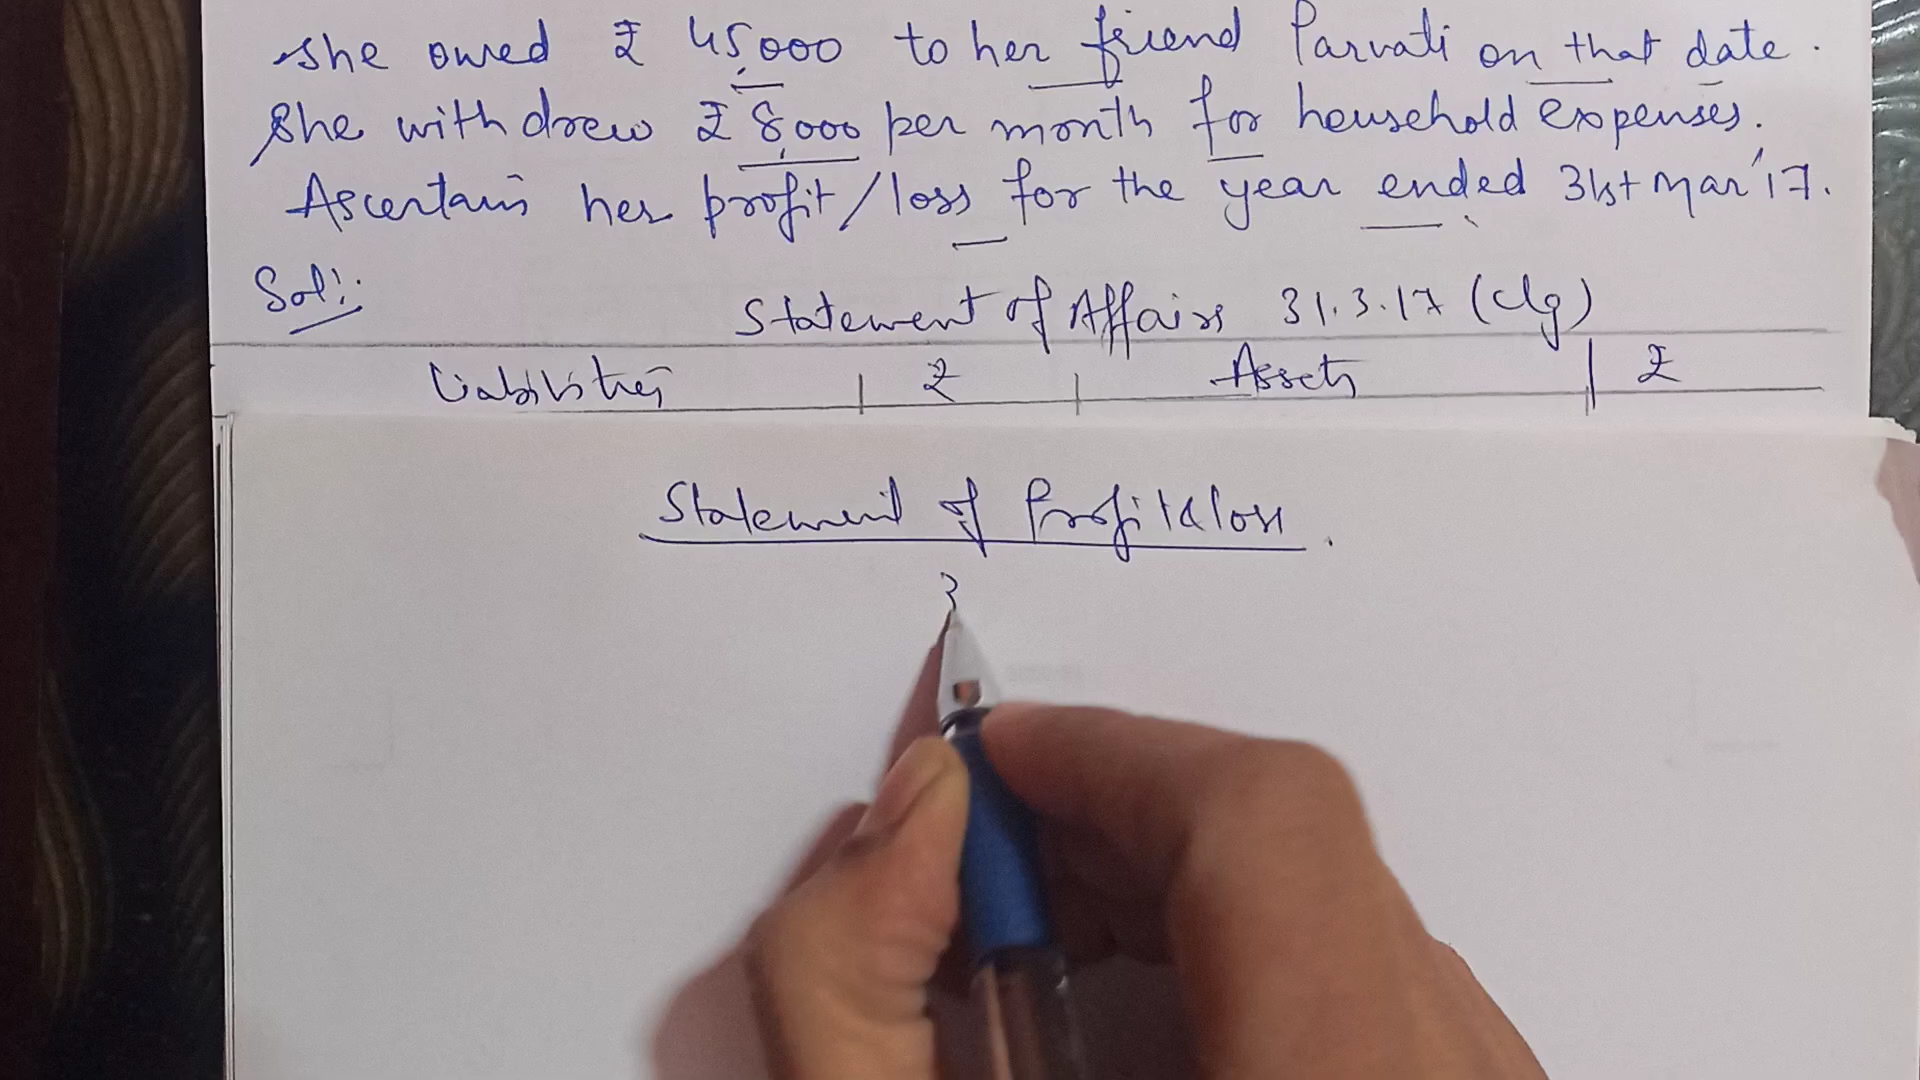 she owed ₹ 45,000 to her friend Parvati on that date.
She withdrew ₹ 8,000 per month for household expenses.
Ascertain her profit/loss for the year ended 31st Mar'17.
Sol:
Statement of Affairs 31.3.17 (Clg)
Liabilities ₹ Assets ₹
Statement of Profit & loss.
3